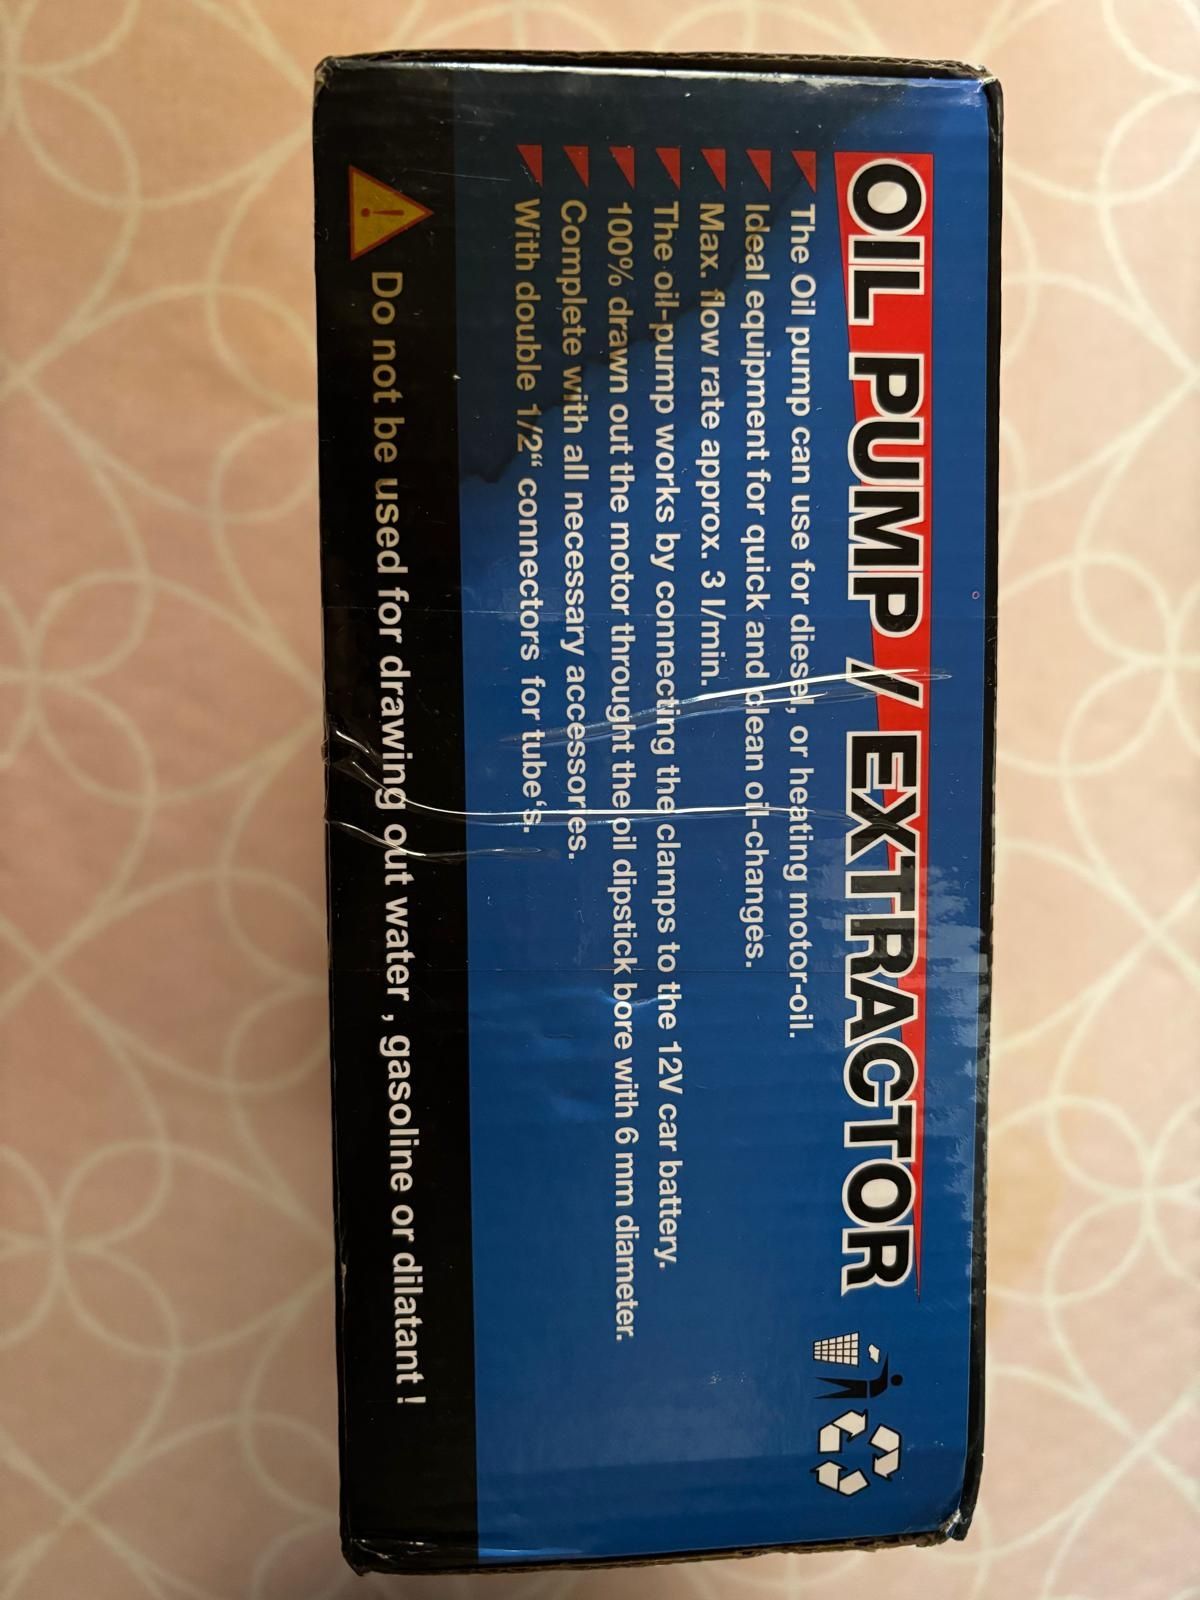 OIL PUMP / EXTRACTOR
The Oil pump can use for diesel, or heating motor-oil.
Ideal equipment for quick and clean oil-changes.
Max. flow rate approx. 3 l/min.
The oil-pump works by connecting the clamps to the 12V car battery.
100% drawn out the motor throught the oil dipstick bore with 6 mm diameter.
Complete with all necessary accessories.
With double 1/2“ connectors for tube‘s.
Do not be used for drawing out water , gasoline or dilatant !